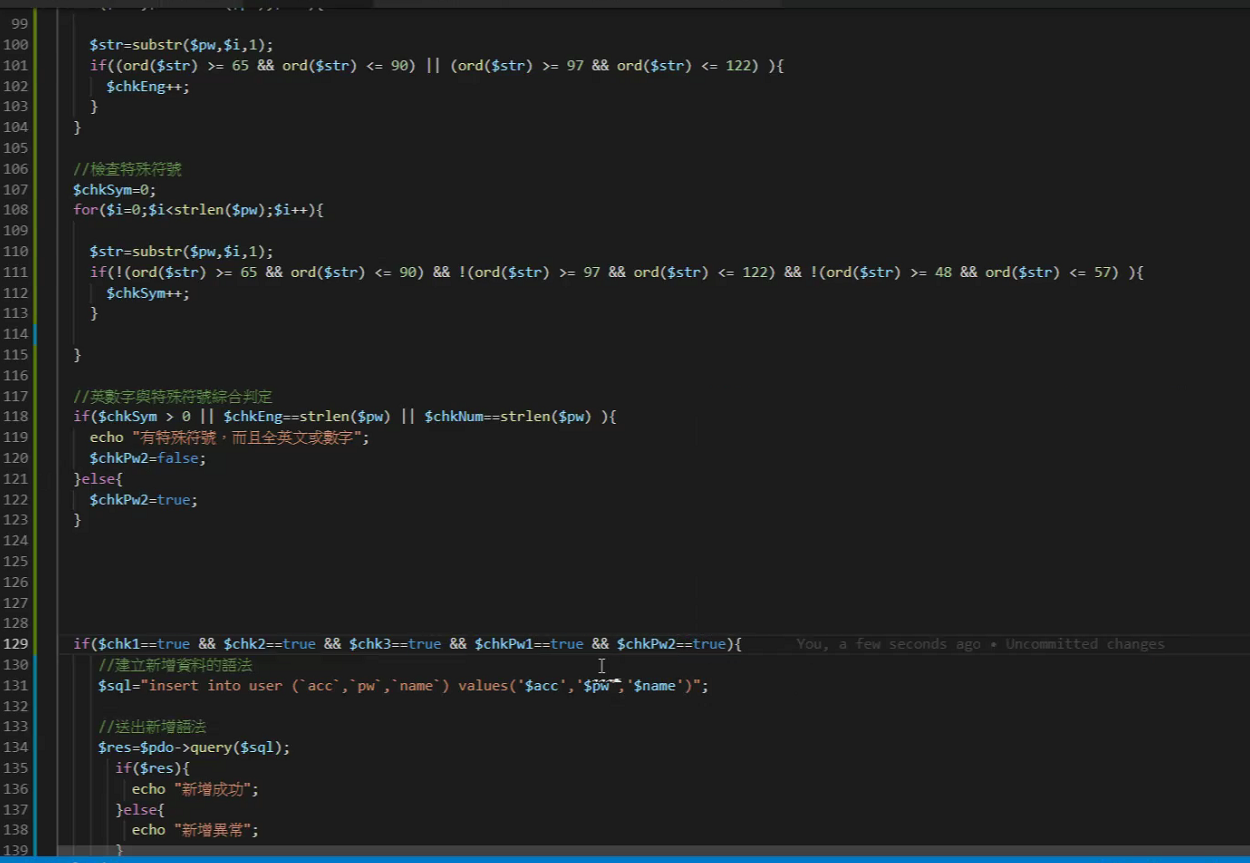 99
100 $str=substr($pw,$i,1);
101 if((ord($str) >= 65 && ord($str) <= 90) || (ord($str) >= 97 && ord($str) <= 122) ){
102 $chkEng++;
103 }
104 }
105
106 //檢查特殊符號
107 $chkSym=0;
108 for($i=0;$i<strlen($pw);$i++){
109
110 $str=substr($pw,$i,1);
111 if(!(ord($str) >= 65 && ord($str) <= 90) && !(ord($str) >= 97 && ord($str) <= 122) && !(ord($str) >= 48 && ord($str) <= 57) ){
112 $chkSym++;
113 }
114
115 }
116
117 //英數字與特殊符號綜合判定
118 if($chkSym > 0 || $chkEng==strlen($pw) || $chkNum==strlen($pw) ){
119 echo "有特殊符號，而且全英文或數字";
120 $chkPw2=false;
121 }else{
122 $chkPw2=true;
123 }
124
125
126
127
128
129 if($chk1==true && $chk2==true && $chk3==true && $chkPw1==true && $chkPw2==true){ You, a few seconds ago • Uncommitted changes
130 //建立新增資料的語法
131 $sql="insert into user (`acc`,`pw`,`name`) values('$acc','$pw','$name')";
132
133 //送出新增語法
134 $res=$pdo->query($sql);
135 if($res){
136 echo "新增成功";
137 }else{
138 echo "新增異常";
139 }